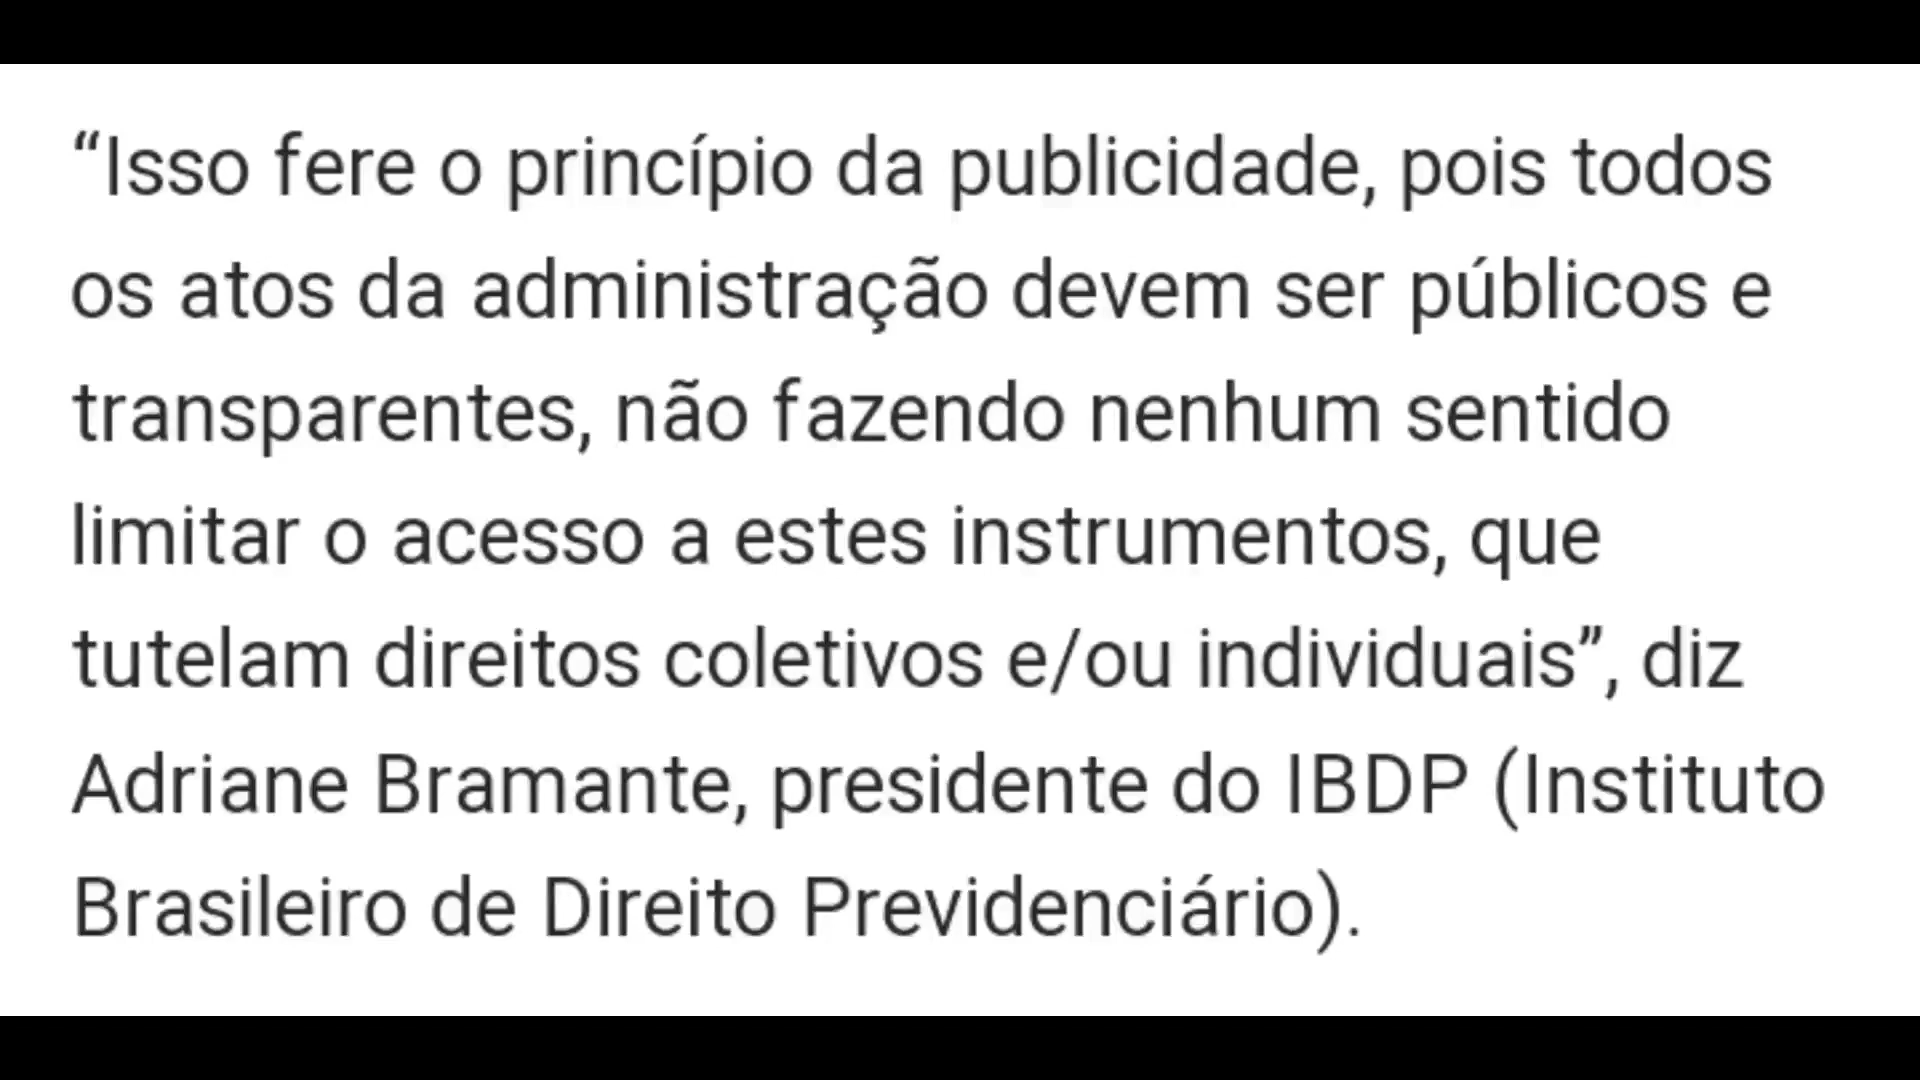 “Isso fere o princípio da publicidade, pois todos
os atos da administração devem ser públicos e
transparentes, não fazendo nenhum sentido
limitar o acesso a estes instrumentos, que
tutelam direitos coletivos e/ou individuais”, diz
Adriane Bramante, presidente do IBDP (Instituto
Brasileiro de Direito Previdenciário).